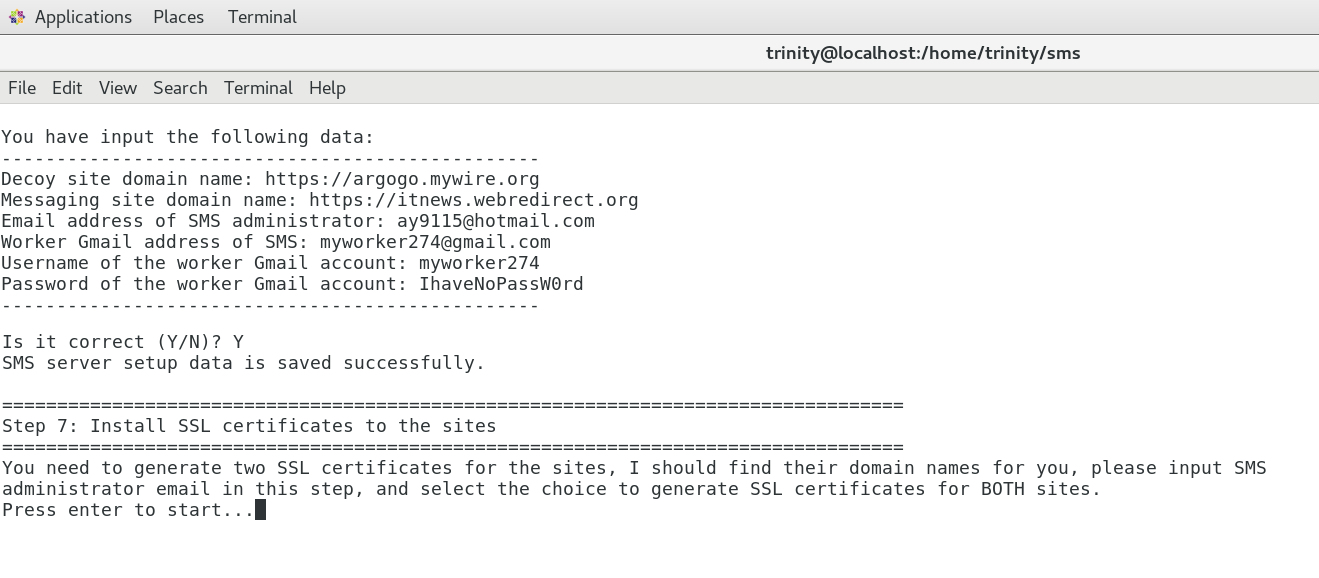 Applications Places Terminal
trinity@localhost:/home/trinity/sms
File Edit View Search Terminal Help
You have input the following data:
-------------------------------------------------
Decoy site domain name: https://argogo.mywire.org
Messaging site domain name: https://itnews.webredirect.org
Email address of SMS administrator: ay9115@hotmail.com
Worker Gmail address of SMS: myworker274@gmail.com
Username of the worker Gmail account: myworker274
Password of the worker Gmail account: IhaveNoPassW0rd
-------------------------------------------------
Is it correct (Y/N)? Y
SMS server setup data is saved successfully.
==================================================================================
Step 7: Install SSL certificates to the sites
==================================================================================
You need to generate two SSL certificates for the sites, I should find their domain names for you, please input SMS
administrator email in this step, and select the choice to generate SSL certificates for BOTH sites.
Press enter to start...